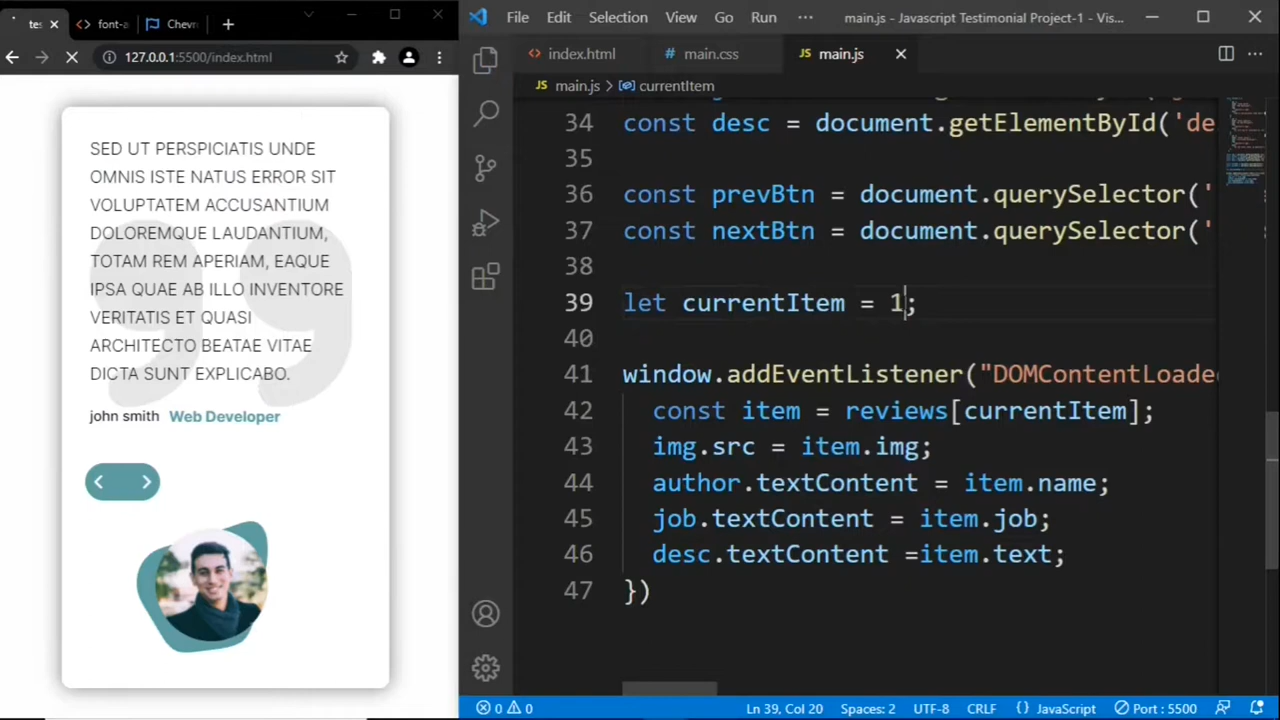 tes
font-a
Chevr
127.0.0.1:5500/index.html
SED UT PERSPICIATIS UNDE
OMNIS ISTE NATUS ERROR SIT
VOLUPTATEM ACCUSANTIUM
DOLOREMQUE LAUDANTIUM,
TOTAM REM APERIAM, EAQUE
IPSA QUAE AB ILLO INVENTORE
VERITATIS ET QUASI
ARCHITECTO BEATAE VITAE
DICTA SUNT EXPLICABO.
john smith Web Developer
File Edit Selection View Go Run ··· main.js - Javascript Testimonial Project-1 - Vis...
index.html # main.css JS main.js
JS main.js > currentItem
34 const desc = document.getElementById('de
35
36 const prevBtn = document.querySelector('
37 const nextBtn = document.querySelector('
38
39 let currentItem = 1;
40
41 window.addEventListener("DOMContentLoade
42 const item = reviews[currentItem];
43 img.src = item.img;
44 author.textContent = item.name;
45 job.textContent = item.job;
46 desc.textContent =item.text;
47 })
0 0 Ln 39, Col 20 Spaces: 2 UTF-8 CRLF {} JavaScript Port : 5500